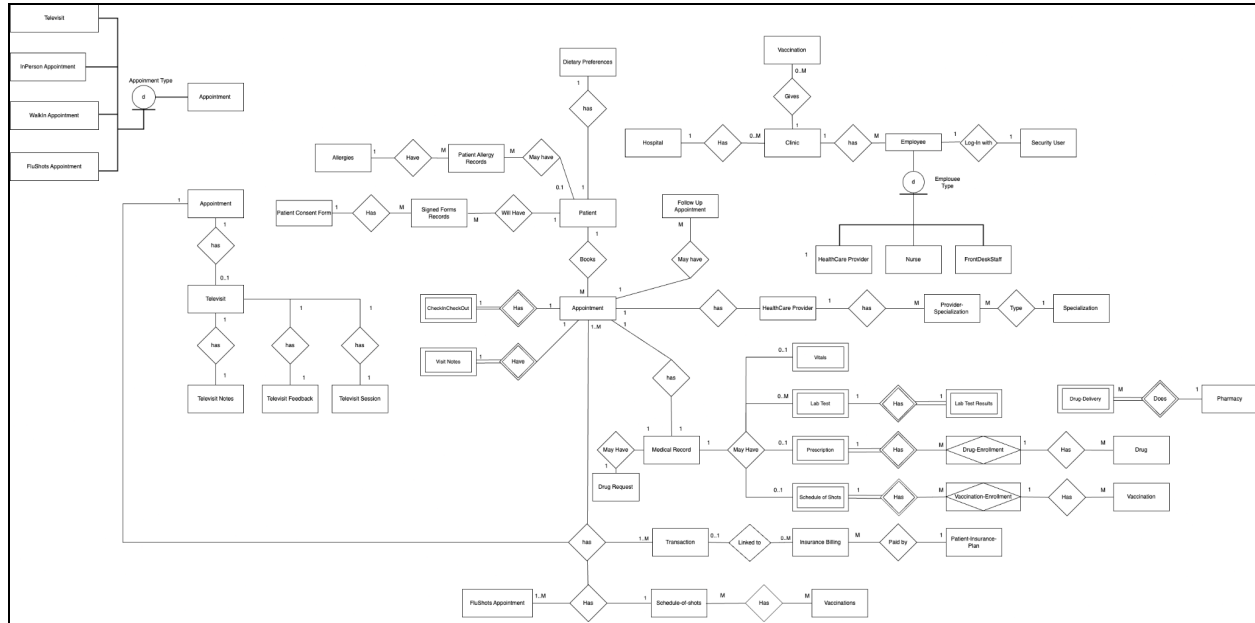 Televisit
InPerson Appointment
WalkIn Appointment
FluShots Appointment
Appoinment Type
d
Appointment
Dietary Preferences
1
has
1
Vaccination
0..M
Gives
1
Hospital
1
Has
0..M
Clinic
1
has
M
Employee
1
Log-In with
1
Security User
d
Emplouse
Type
1
HealthCare Provider
Nurse
FrontDeskStaff
Allergies
1
Have
M
Patient Allergy
Records
M
May have
0.1
Patient Consent Form
1
Has
M
Signed Forms
Records
M
Will Have
1
Patient
1
Books
M
Follow Up
Appointment
M
May have
1
Appointment
1
1
has
0..1
Televisit
1
has
1
Televisit Notes
1
has
1
Televisit Feedback
1
has
1
Televisit Session
CheckInCheckOut
1
Has
1
Appointment
Visit Notes
1
Have
1
1..M
1
1
has
HealthCare Provider
1
has
M
Provider-
Specialization
M
Type
1
Specialization
has
1
1
Medical Record
1
May Have
1
Drug Request
May Have
0..1
Vitals
0..M
Lab Test
1
Has
1
Lab Test Results
0..1
Prescription
1
Has
M
Drug-Enrollment
1
Has
M
Drug
0..1
Schedule of Shots
1
Has
M
Vaccination-Enrollment
1
Has
M
Vaccination
Drug-Delivery
M
Does
1
Pharmacy
has
1..M
Transaction
0..1
Linked to
0..M
Insurance Billing
M
Paid by
1
Patient-Insurance-
Plan
FluShots Appointment
1..M
Has
1
Schedule-of-shots
M
Has
M
Vaccinations